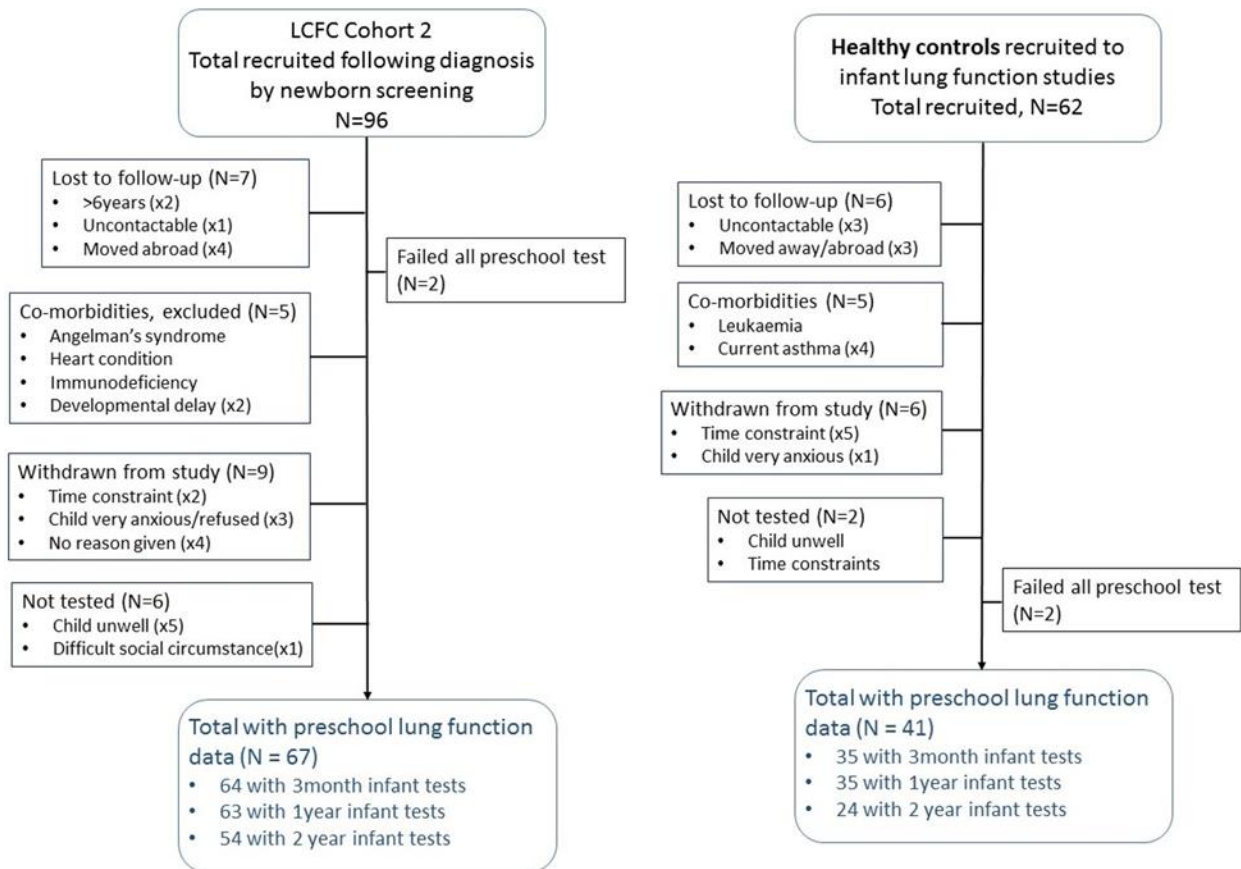 LCFC Cohort 2
Total recruited following diagnosis
by newborn screening
N=96
Lost to follow-up (N=7)
• >6years (x2)
• Uncontactable (x1)
• Moved abroad (x4)
Failed all preschool test
(N=2)
Co-morbidities, excluded (N=5)
• Angelman's syndrome
• Heart condition
• Immunodeficiency
• Developmental delay (x2)
Withdrawn from study (N=9)
• Time constraint (x2)
• Child very anxious/refused (x3)
• No reason given (x4)
Not tested (N=6)
• Child unwell (x5)
• Difficult social circumstance(x1)
Total with preschool lung function
data (N = 67)
• 64 with 3month infant tests
• 63 with 1year infant tests
• 54 with 2 year infant tests
Healthy controls recruited to
infant lung function studies
Total recruited, N=62
Lost to follow-up (N=6)
• Uncontactable (x3)
• Moved away/abroad (x3)
Co-morbidities (N=5)
• Leukaemia
• Current asthma (x4)
Withdrawn from study (N=6)
• Time constraint (x5)
• Child very anxious (x1)
Not tested (N=2)
• Child unwell
• Time constraints
Failed all preschool test
(N=2)
Total with preschool lung function
data (N = 41)
• 35 with 3month infant tests
• 35 with 1year infant tests
• 24 with 2 year infant tests